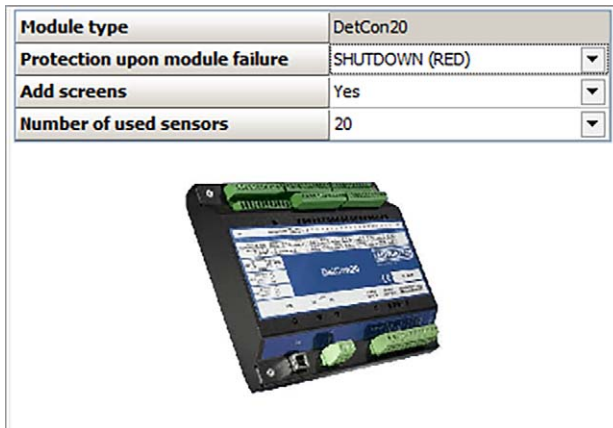 Module type DetCon20
Protection upon module failure SHUTDOWN (RED)
Add screens Yes
Number of used sensors 20
DetCon20